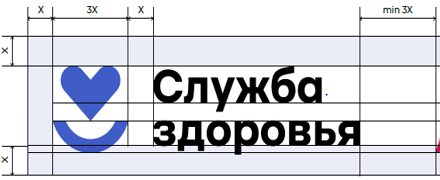 X 3X X min 3X
X
Служба
здоровья
X